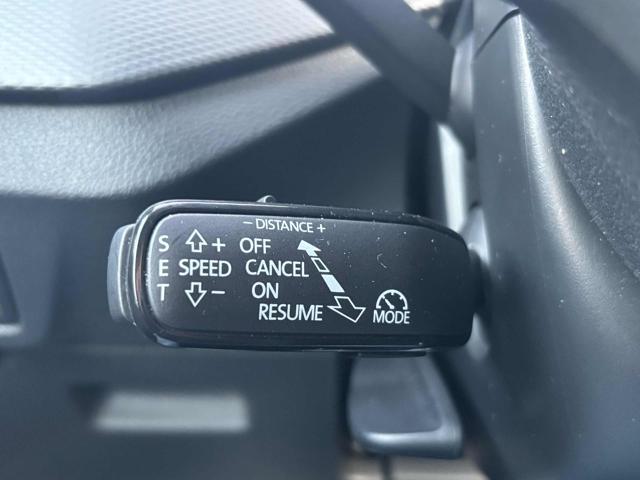 − DISTANCE +
S + OFF
E SPEED CANCEL
T − ON
RESUME MODE